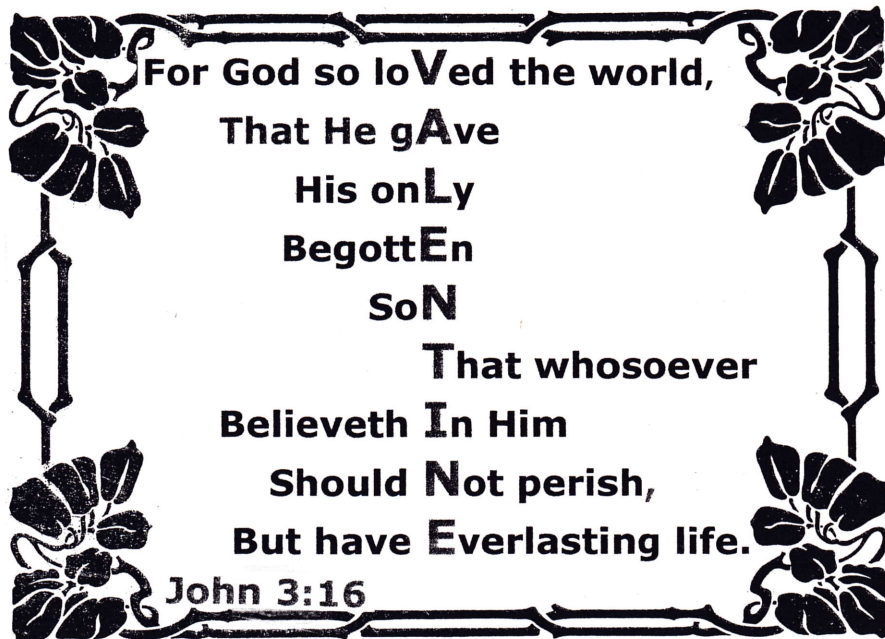 For God so loVed the world,
That He gAve
His onLy
BegottEn
SoN
That whosoever
Believeth In Him
Should Not perish,
But have Everlasting life.
John 3:16